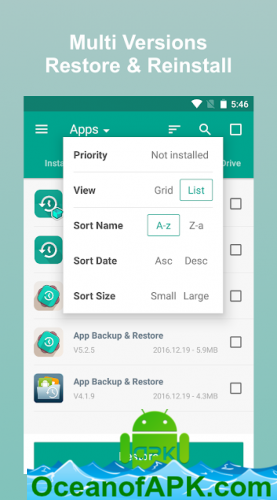 Multi Versions
Restore & Reinstall
5:46
Apps
Insta
Drive
Priority Not installed
View Grid List
Sort Name A-z Z-a
Sort Date Asc Desc
Sort Size Small Large
App Backup & Restore
V5.2.5 2016.12.19 - 5.9MB
App Backup & Restore
V4.1.9 2016.12.19 - 4.3MB
APK
Restore
OceanofAPK.com